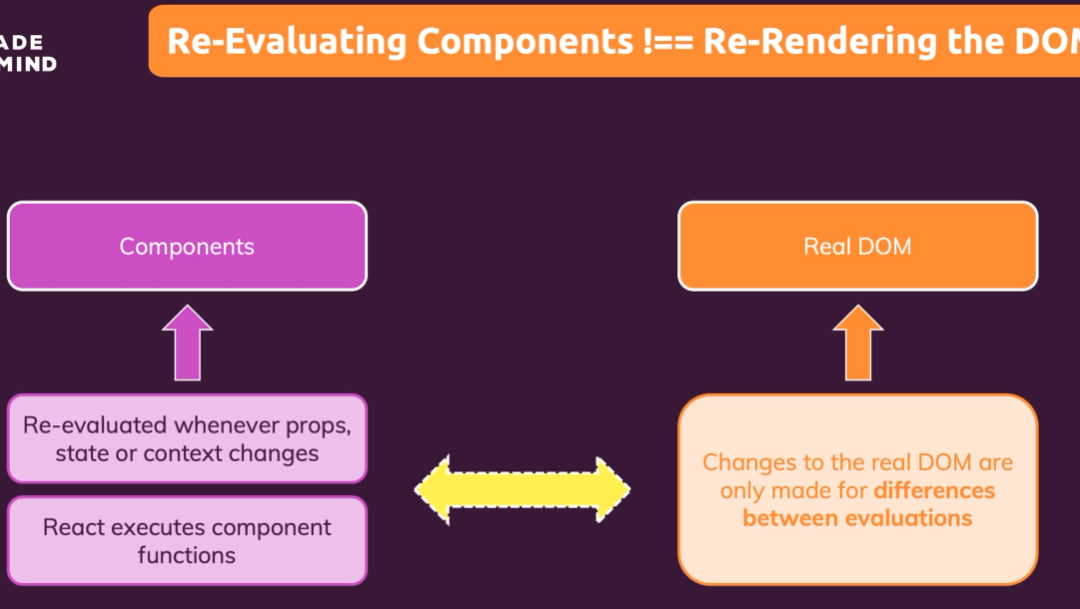 ADE
MIND
Re-Evaluating Components !== Re-Rendering the DOM
Components
Real DOM
Re-evaluated whenever props,
state or context changes
React executes component
functions
Changes to the real DOM are
only made for differences
between evaluations